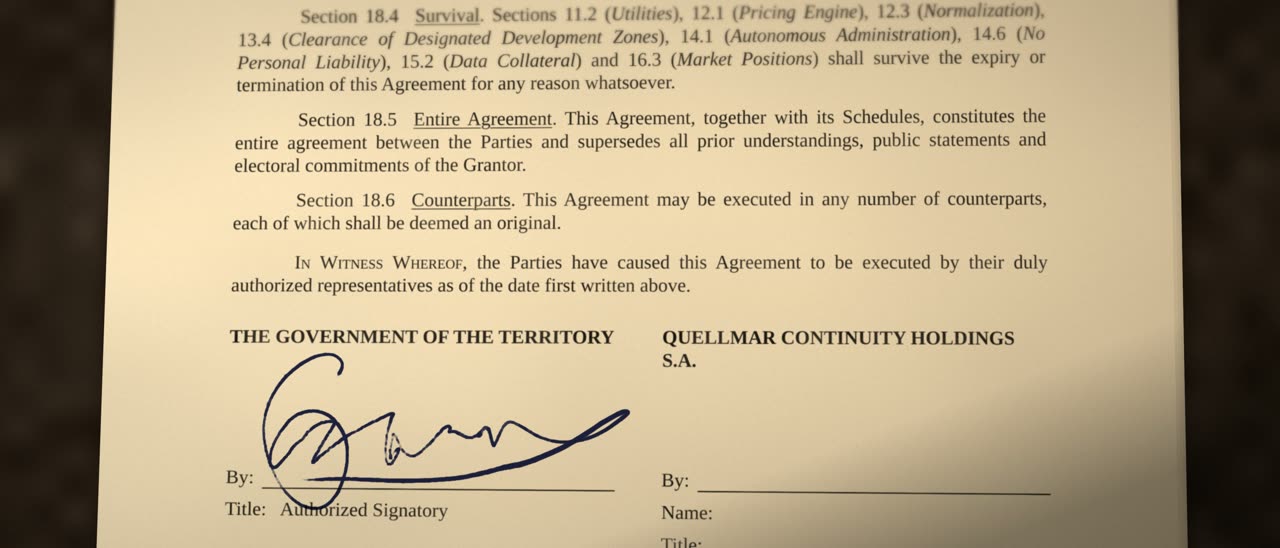 Section 18.4 Survival. Sections 11.2 (Utilities), 12.1 (Pricing Engine), 12.3 (Normalization),
13.4 (Clearance of Designated Development Zones), 14.1 (Autonomous Administration), 14.6 (No
Personal Liability), 15.2 (Data Collateral) and 16.3 (Market Positions) shall survive the expiry or
termination of this Agreement for any reason whatsoever.
Section 18.5 Entire Agreement. This Agreement, together with its Schedules, constitutes the
entire agreement between the Parties and supersedes all prior understandings, public statements and
electoral commitments of the Grantor.
Section 18.6 Counterparts. This Agreement may be executed in any number of counterparts,
each of which shall be deemed an original.
In Witness Whereof, the Parties have caused this Agreement to be executed by their duly
authorized representatives as of the date first written above.
THE GOVERNMENT OF THE TERRITORY
By:
Title: Authorized Signatory
QUELLMAR CONTINUITY HOLDINGS
S.A.
By:
Name:
Title: